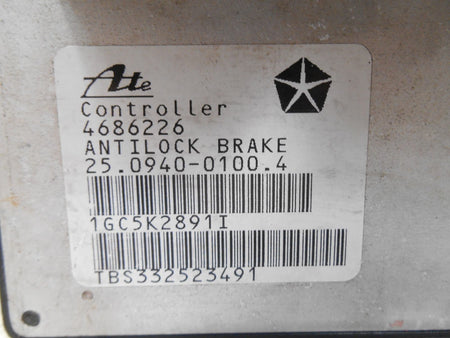 Ate
Controller
4686226
ANTILOCK BRAKE
25.0940-0100.4
1GC5K2891I
TBS332523491